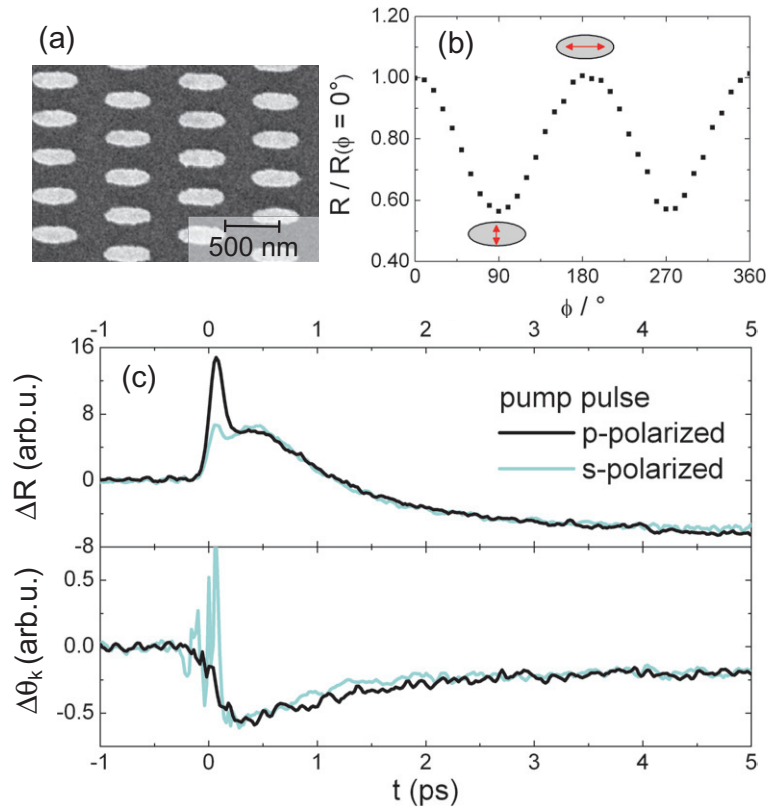 (a)
500 nm
(b)
R / R(ϕ = 0°)
1.00
0.80
0.60
0.40
0 90 180 270 360
ϕ / °
-1 0 1 2 3 4 5
(c)
pump pulse
p-polarized
s-polarized
ΔR (arb.u.)
16
8
0
-8
Δθk (arb.u.)
0.5
0.0
-0.5
-1 0 1 2 3 4 5
t (ps)